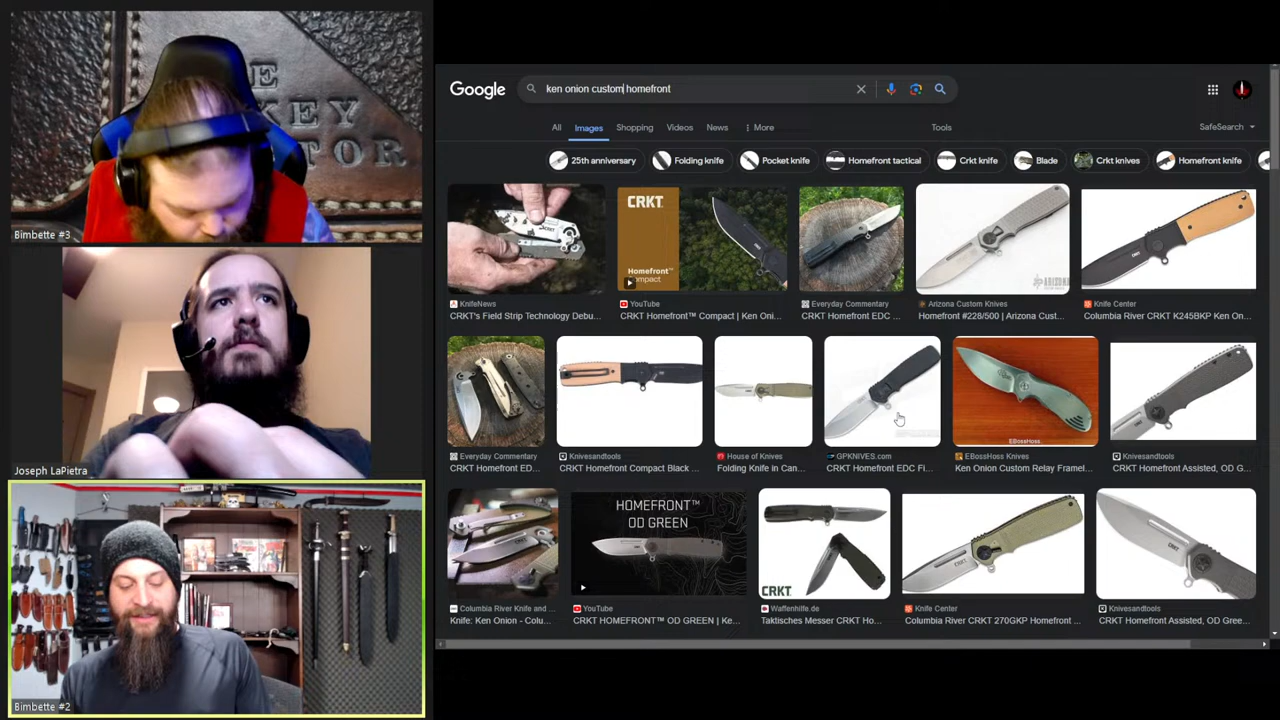 Bimbette #3
Joseph LaPietra
Bimbette #2
Google
ken onion custom homefront
All
Images
Shopping
Videos
News
More
Tools
SafeSearch
25th anniversary
Folding knife
Pocket knife
Homefront tactical
Crkt knife
Blade
Crkt knives
Homefront knife
CRKT
Homefront™
Compact
KnifeNews
CRKT's Field Strip Technology Debu...
YouTube
CRKT Homefront™ Compact | Ken Oni...
Everyday Commentary
CRKT Homefront EDC ...
Arizona Custom Knives
Homefront #228/500 | Arizona Cust...
Knife Center
Columbia River CRKT K245BKP Ken On...
EBossHoss.
Everyday Commentary
CRKT Homefront ED...
Knivesandtools
CRKT Homefront Compact Black ...
House of Knives
Folding Knife in Can...
GPKNIVES.com
CRKT Homefront EDC Fi...
EBossHoss Knives
Ken Onion Custom Relay Framel...
Knivesandtools
CRKT Homefront Assisted, OD G...
HOMEFRONT™
OD GREEN
CRKT
Columbia River Knife and ...
Knife: Ken Onion - Colu...
YouTube
CRKT HOMEFRONT™ OD GREEN | Ke...
Waffenhilfe.de
Taktisches Messer CRKT Ho...
Knife Center
Columbia River CRKT 270GKP Homefront ...
Knivesandtools
CRKT Homefront Assisted, OD Gree...